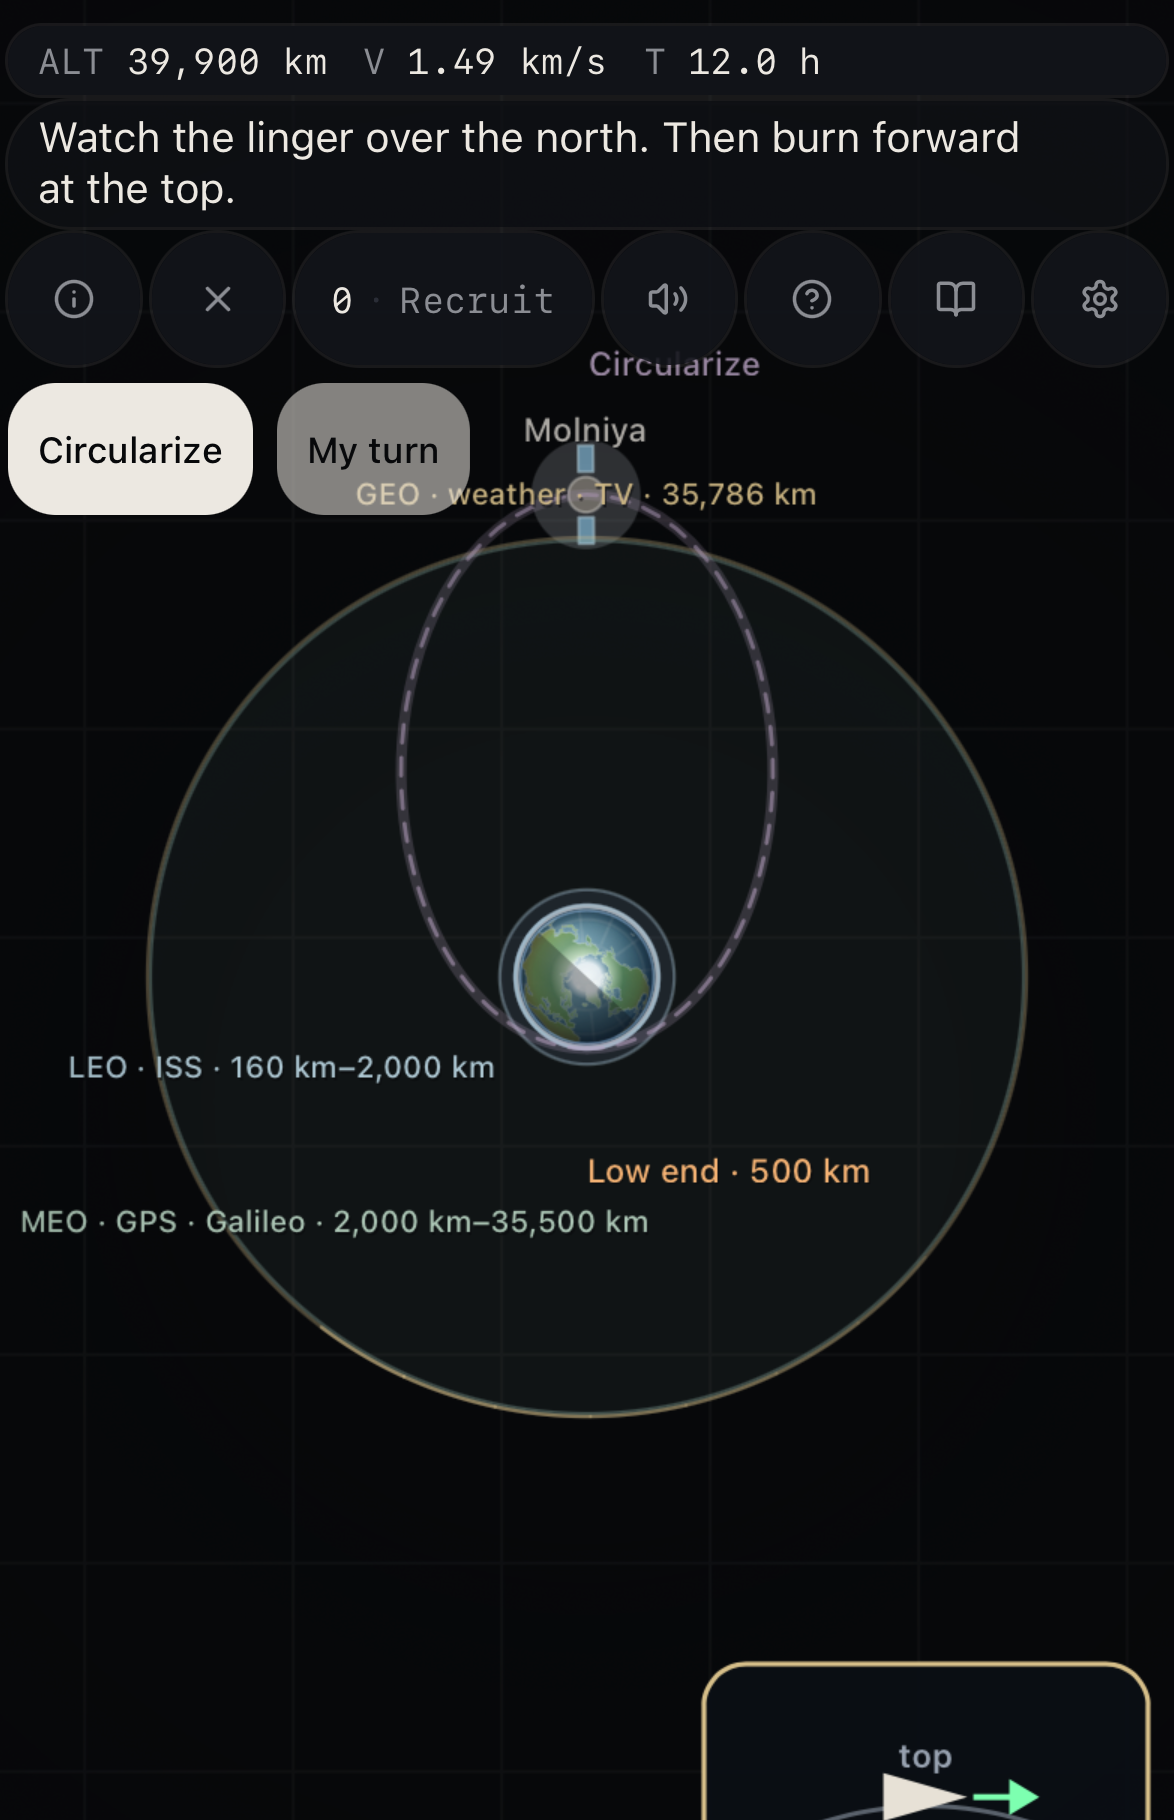 ALT 39,900 km V 1.49 km/s T 12.0 h
Watch the linger over the north. Then burn forward
at the top.
0 · Recruit
Circularize
Circularize
My turn
Molniya
GEO · weather · TV · 35,786 km
LEO · ISS · 160 km–2,000 km
Low end · 500 km
MEO · GPS · Galileo · 2,000 km–35,500 km
top